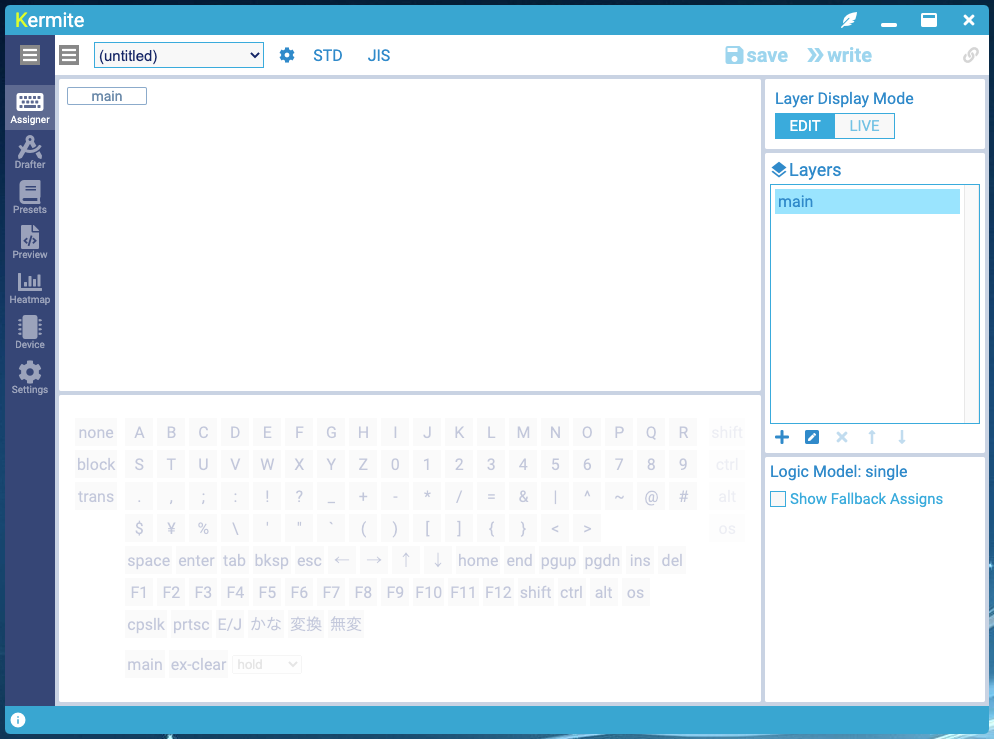 Kermite
(untitled)
STD
JIS
save
write
Assigner
Drafter
Presets
Preview
Heatmap
Device
Settings
main
Layer Display Mode
EDIT LIVE
Layers
main
Logic Model: single
Show Fallback Assigns
none A B C D E F G H I J K L M N O P Q R shift
block S T U V W X Y Z 0 1 2 3 4 5 6 7 8 9 ctrl
trans . , ; : ! ? _ + - * / = & | ^ ~ @ # alt
$ ¥ % \ ' " ` ( ) [ ] { } < > os
space enter tab bksp esc ← → ↑ ↓ home end pgup pgdn ins del
F1 F2 F3 F4 F5 F6 F7 F8 F9 F10 F11 F12 shift ctrl alt os
cpslk prtsc E/J かな 変換 無変
main ex-clear hold